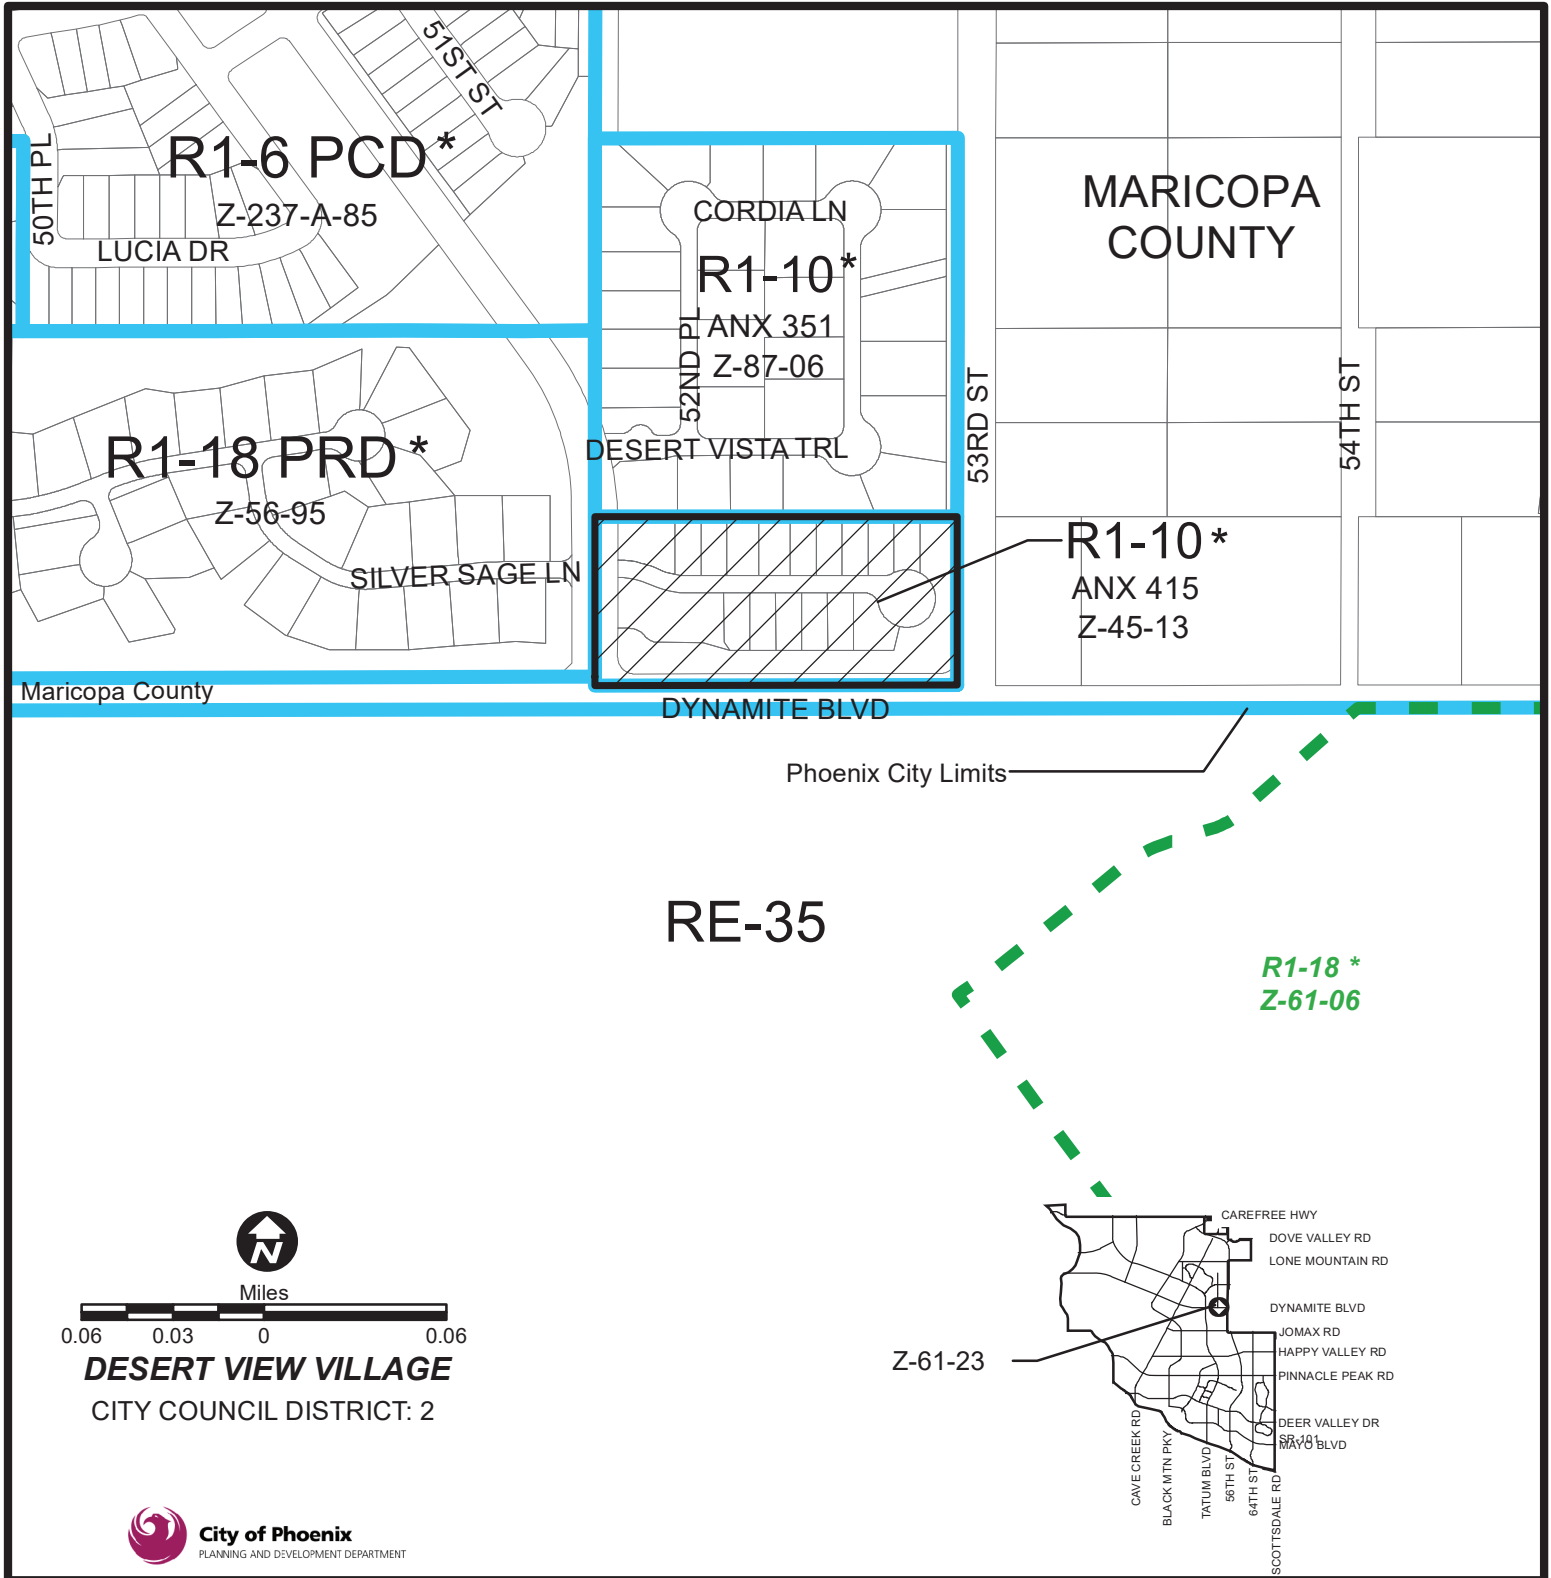 51ST ST
R1-6 PCD *
Z-237-A-85
50TH PL
LUCIA DR
CORDIA LN
R1-10 *
ANX 351
Z-87-06
52ND PL
DESERT VISTA TRL
MARICOPA
COUNTY
53RD ST
54TH ST
R1-18 PRD *
Z-56-95
SILVER SAGE LN
R1-10 *
ANX 415
Z-45-13
Maricopa County
DYNAMITE BLVD
Phoenix City Limits
RE-35
R1-18 *
Z-61-06
N
Miles
0.06 0.03 0 0.06
DESERT VIEW VILLAGE
CITY COUNCIL DISTRICT: 2
City of Phoenix
PLANNING AND DEVELOPMENT DEPARTMENT
Z-61-23
CAREFREE HWY
DOVE VALLEY RD
LONE MOUNTAIN RD
DYNAMITE BLVD
JOMAX RD
HAPPY VALLEY RD
PINNACLE PEAK RD
DEER VALLEY DR
SR-101
MAYO BLVD
CAVE CREEK RD
BLACK MTN PKY
TATUM BLVD
56TH ST
64TH ST
SCOTTSDALE RD